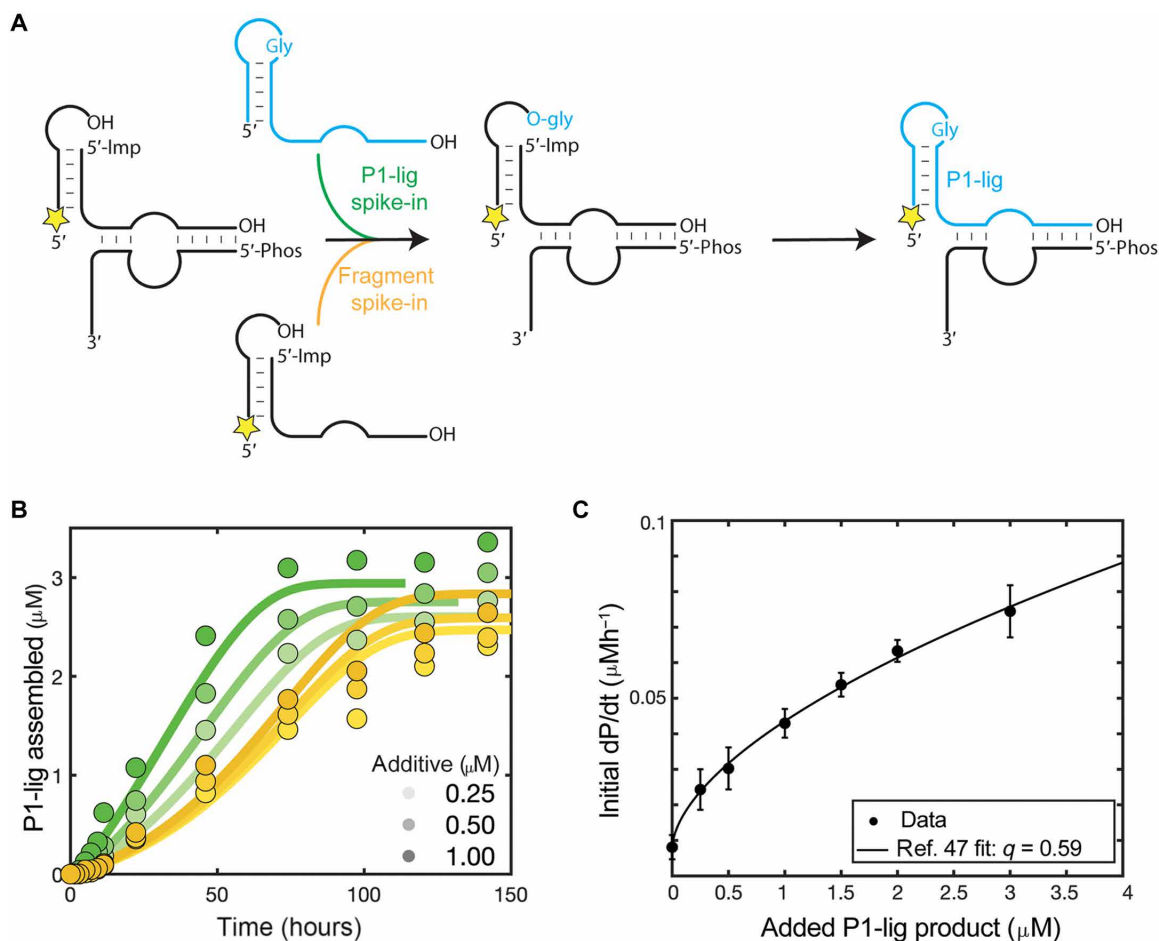 A
Gly
5′
OH
OH
5′-Imp
5′
OH
5′-Phos
3′
P1-lig
spike-in
Fragment
spike-in
OH
5′-Imp
5′
OH
O-gly
5′-Imp
5′
OH
5′-Phos
3′
Gly
P1-lig
5′
OH
5′-Phos
3′
B
P1-lig assembled (μM)
3
2
1
0
0
50
100
150
Time (hours)
Additive (μM)
0.25
0.50
1.00
C
Initial dP/dt (μMh⁻¹)
0.1
0.05
0
0.5
1
1.5
2
2.5
3
3.5
4
Added P1-lig product (μM)
Data
Ref. 47 fit: q = 0.59